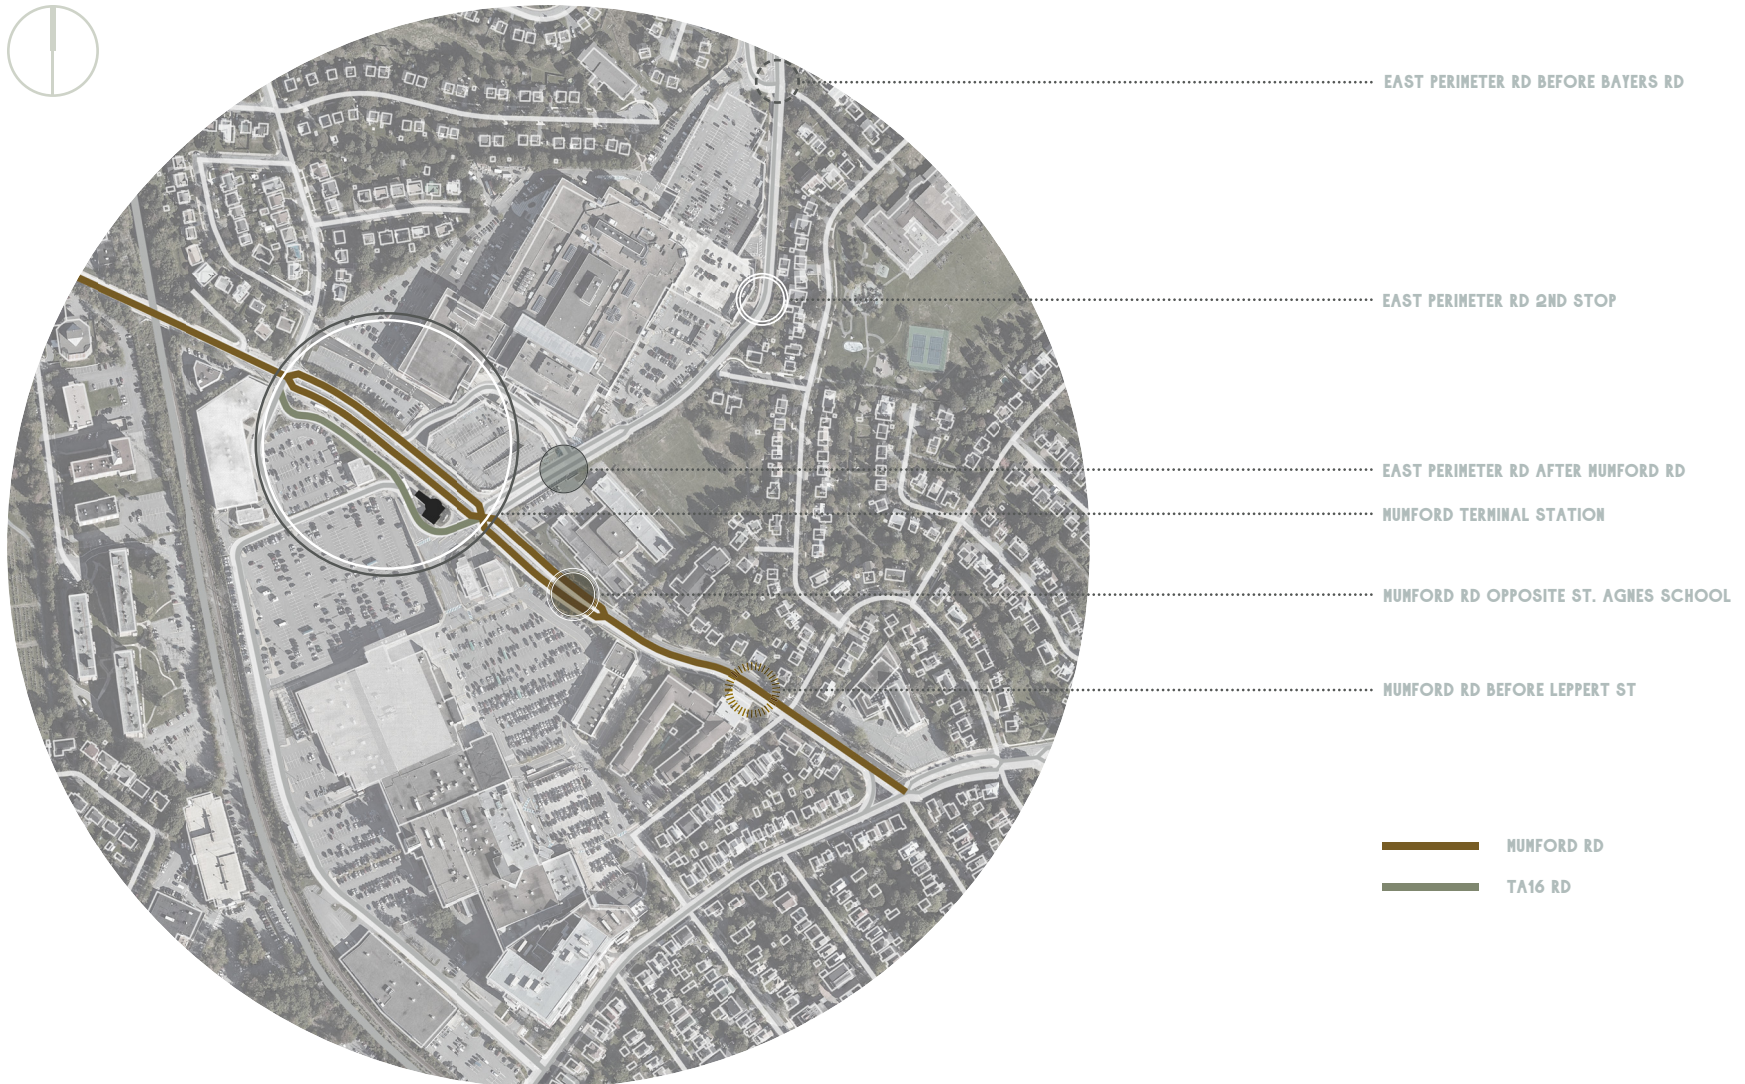 EAST PERIMETER RD BEFORE BAYERS RD
EAST PERIMETER RD 2ND STOP
EAST PERIMETER RD AFTER MUMFORD RD
MUMFORD TERMINAL STATION
MUMFORD RD OPPOSITE ST. AGNES SCHOOL
MUMFORD RD BEFORE LEPPERT ST
MUMFORD RD
TA16 RD